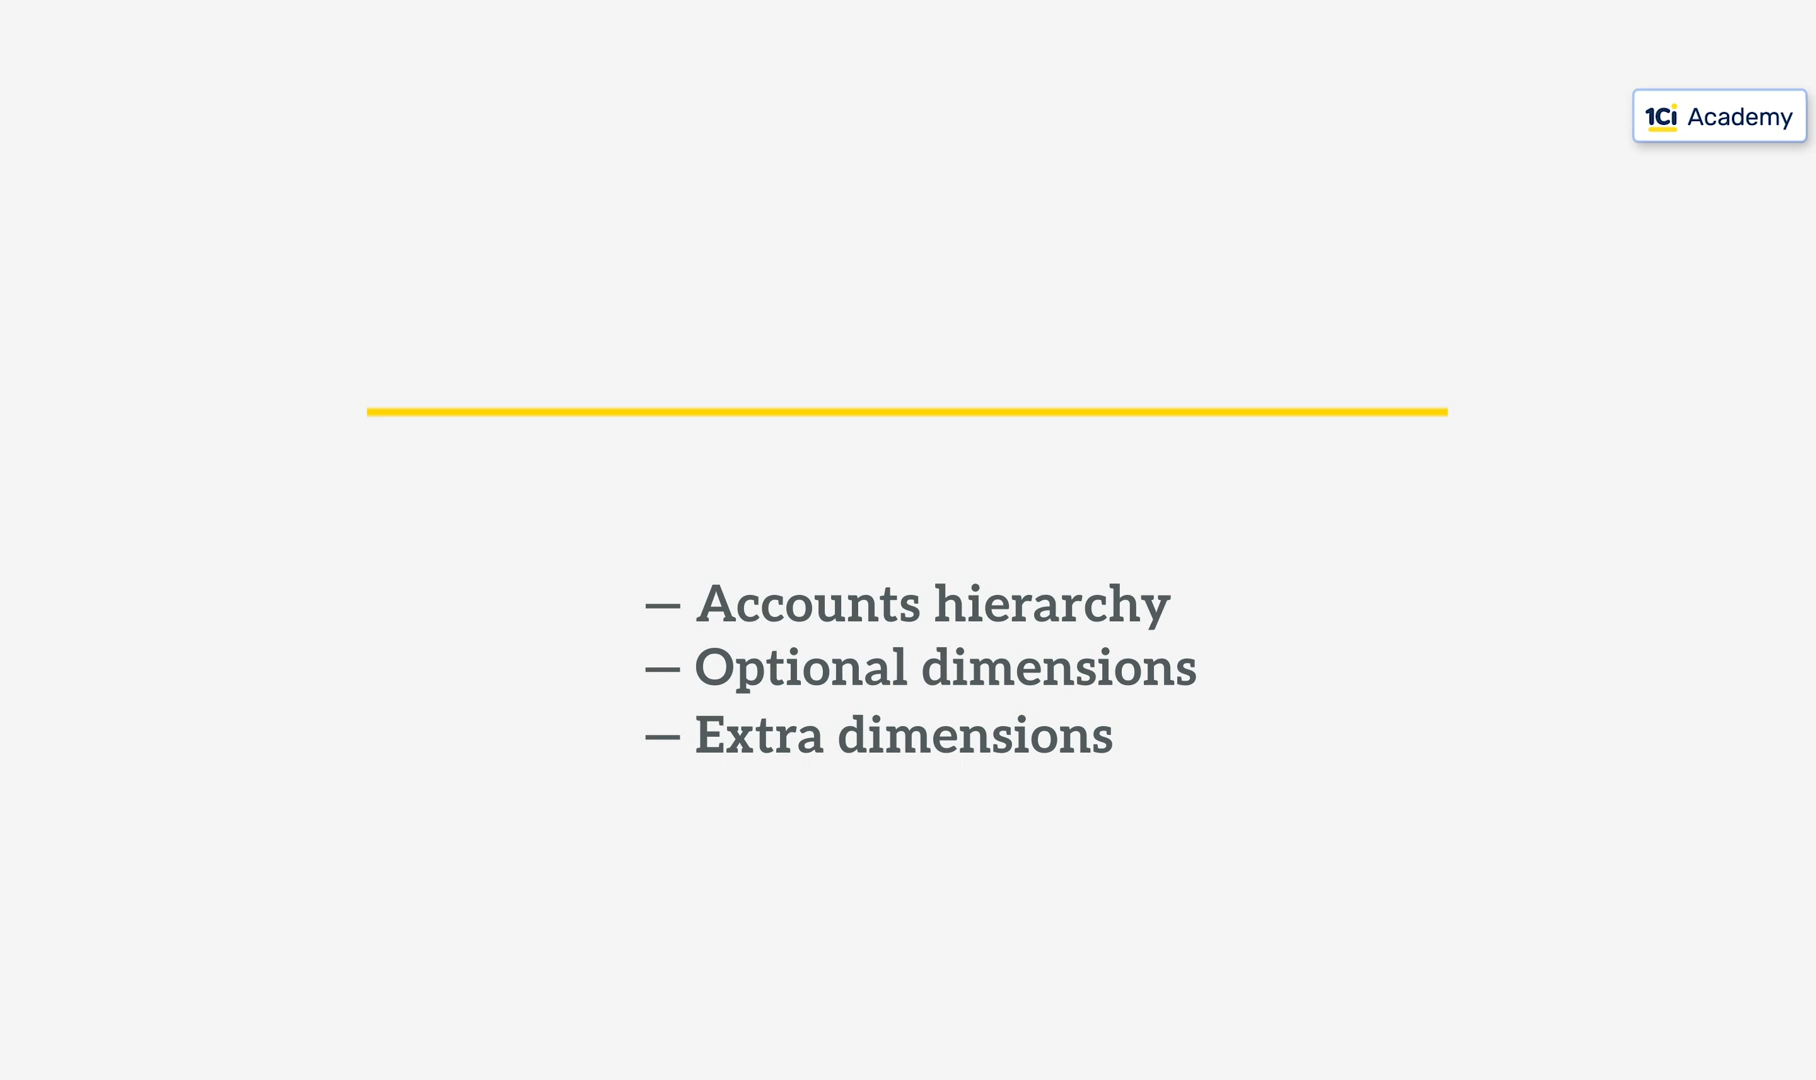 1Ci Academy
— Accounts hierarchy
— Optional dimensions
— Extra dimensions